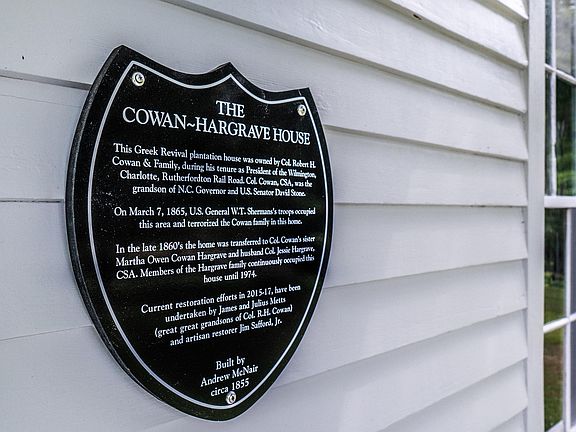 THE
COWAN~HARGRAVE HOUSE
This Greek Revival plantation house was owned by Col. Robert H.
Cowan & Family, during his tenure as President of the Wilmington,
Charlotte, Rutherfordton Rail Road. Col. Cowan, CSA, was the
grandson of N.C. Governor and U.S. Senator David Stone.
On March 7, 1865, U.S. General W.T. Shermans's troops occupied
this area and terrorized the Cowan family in this home.
In the late 1860's the home was transferred to Col. Cowan's sister
Martha Owen Cowan Hargrave and husband Col. Jessie Hargrave,
CSA. Members of the Hargrave family continuously occupied this
house until 1974.
Current restoration efforts in 2015-17, have been
undertaken by James and Julius Metts
(great great grandsons of Col. R.H. Cowan)
and artisan restorer Jim Safford, Jr.
Built by
Andrew McNair
circa 1855